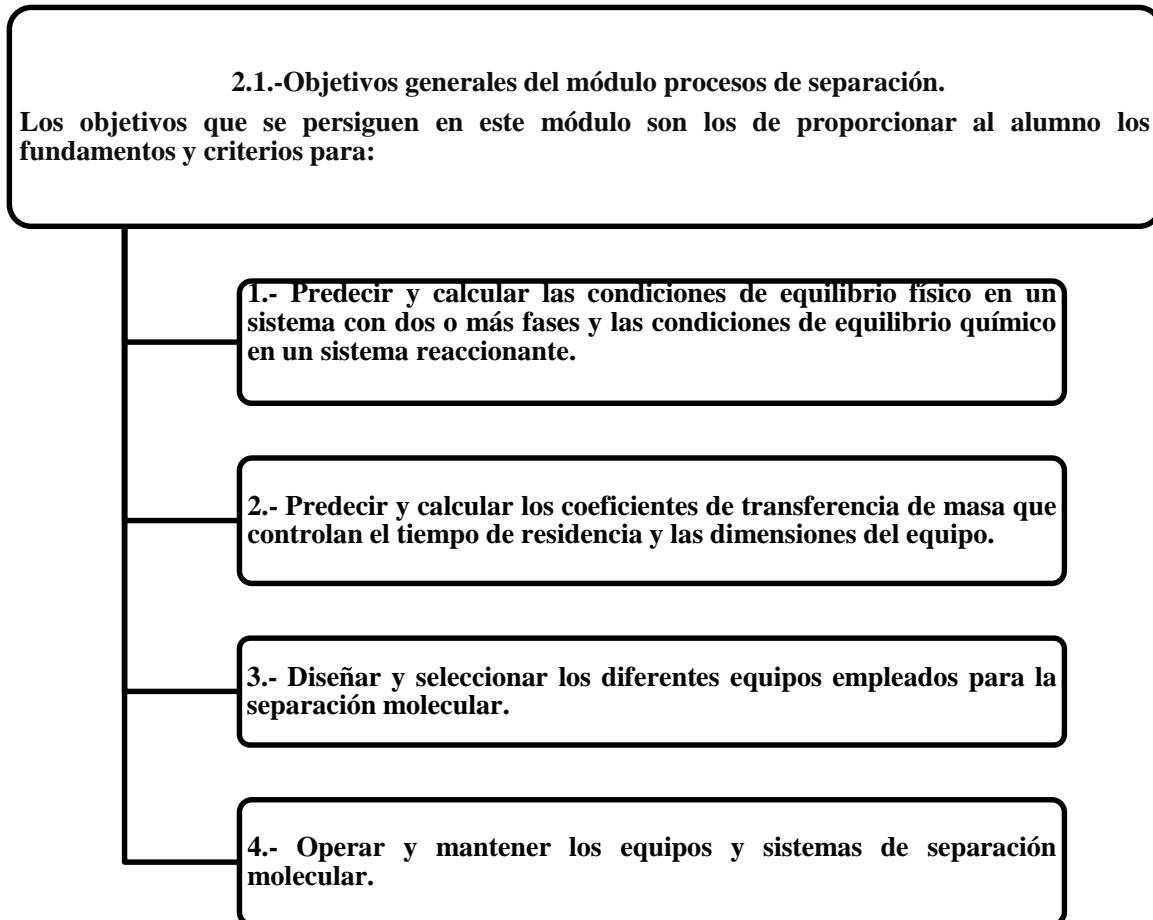 2.1.-Objetivos generales del módulo procesos de separación.
Los objetivos que se persiguen en este módulo son los de proporcionar al alumno los
fundamentos y criterios para:
1.- Predecir y calcular las condiciones de equilibrio físico en un
sistema con dos o más fases y las condiciones de equilibrio químico
en un sistema reaccionante.
2.- Predecir y calcular los coeficientes de transferencia de masa que
controlan el tiempo de residencia y las dimensiones del equipo.
3.- Diseñar y seleccionar los diferentes equipos empleados para la
separación molecular.
4.- Operar y mantener los equipos y sistemas de separación
molecular.